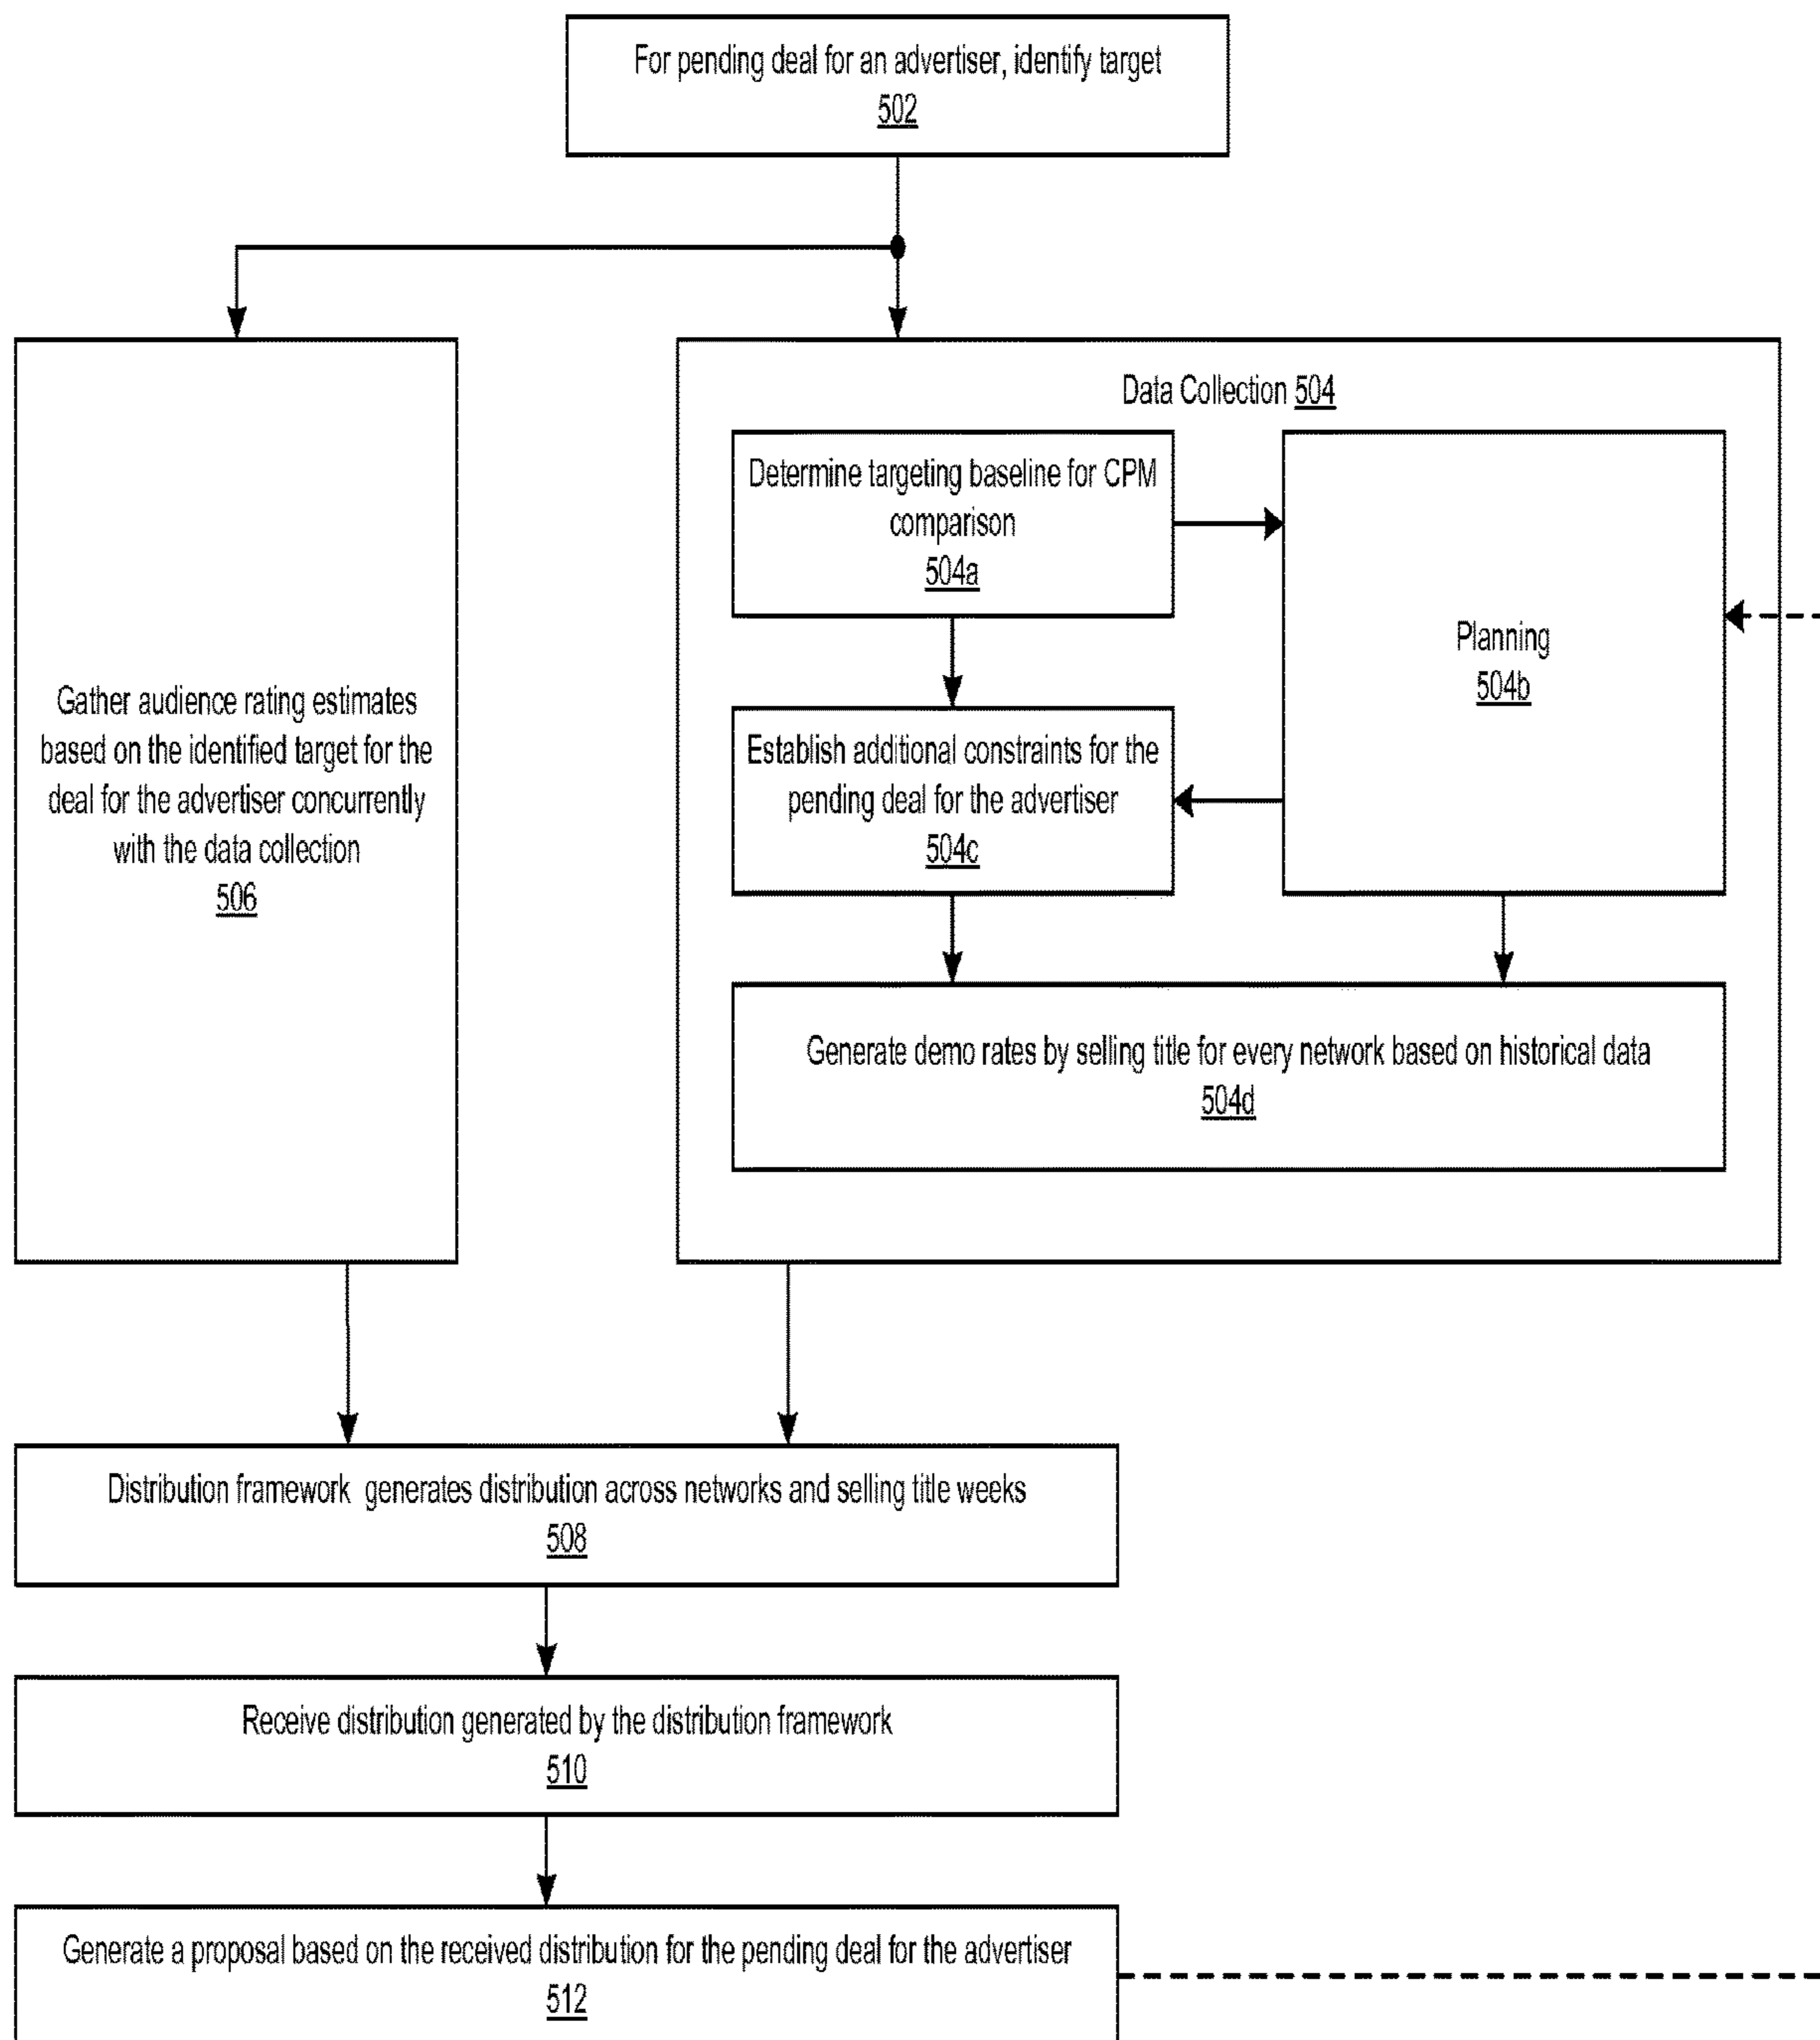 For pending deal for an advertiser, identify target
502
Data Collection 504
Determine targeting baseline for CPM
comparison
504a
Planning
504b
Establish additional constraints for the
pending deal for the advertiser
504c
Generate demo rates by selling title for every network based on historical data
504d
Gather audience rating estimates
based on the identified target for the
deal for the advertiser concurrently
with the data collection
506
Distribution framework generates distribution across networks and selling title weeks
508
Receive distribution generated by the distribution framework
510
Generate a proposal based on the received distribution for the pending deal for the advertiser
512